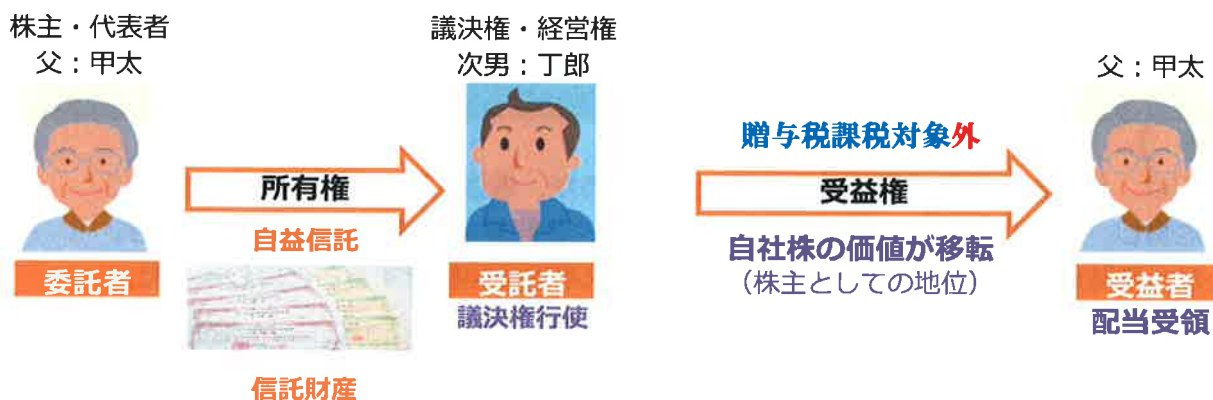 株主・代表者
父：甲太
委託者
所有権
自益信託
信託財産
議決権・経営権
次男：丁郎
受託者
議決権行使
贈与税課税対象外
受益権
自社株の価値が移転
（株主としての地位）
父：甲太
受益者
配当受領